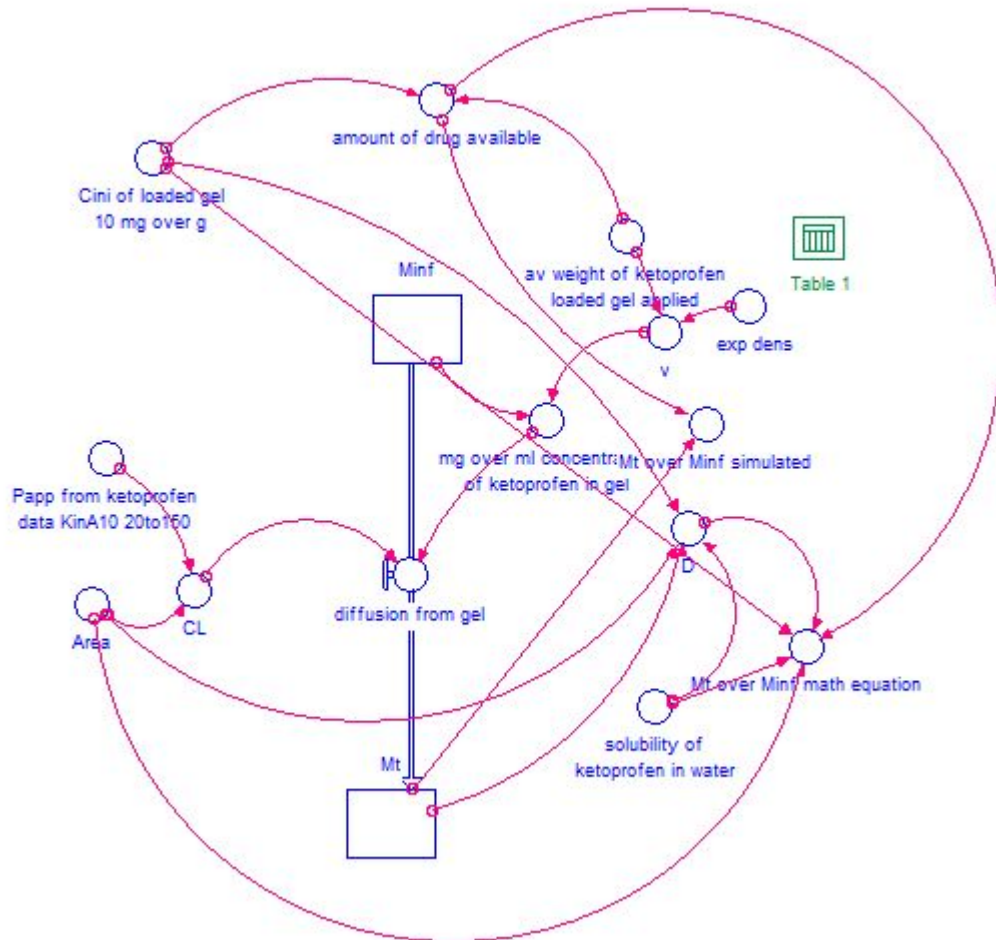 amount of drug available
Cini of loaded gel
10 mg over g
Minf
av weight of ketoprofen
loaded gel applied
Table 1
exp dens
v
mg over ml concentra
of ketoprofen in gel
Mt over Minf simulated
Papp from ketoprofen
data KinA10 20to150
D
CL
Area
diffusion from gel
Mt over Minf math equation
solubility of
ketoprofen in water
Mt